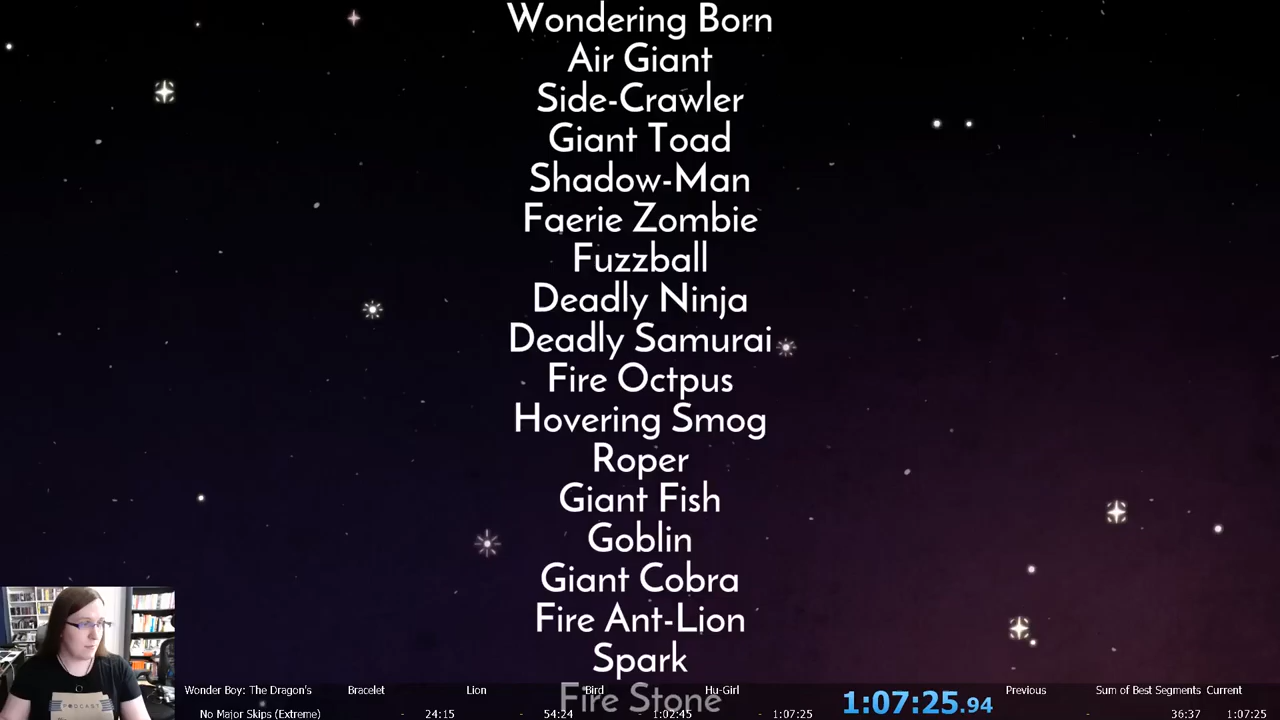 Wondering Born
Air Giant
Side-Crawler
Giant Toad
Shadow-Man
Faerie Zombie
Fuzzball
Deadly Ninja
Deadly Samurai
Fire Octpus
Hovering Smog
Roper
Giant Fish
Goblin
Giant Cobra
Fire Ant-Lion
Spark
Fire Stone
PODCAST
Wonder Boy: The Dragon's Bracelet Lion Bird Hu-Girl 1:07:25.94 Previous Sum of Best Segments Current
No Major Skips (Extreme) - 24:15 - 54:24 - 1:02:45 - 1:07:25 - 36:37 1:07:25